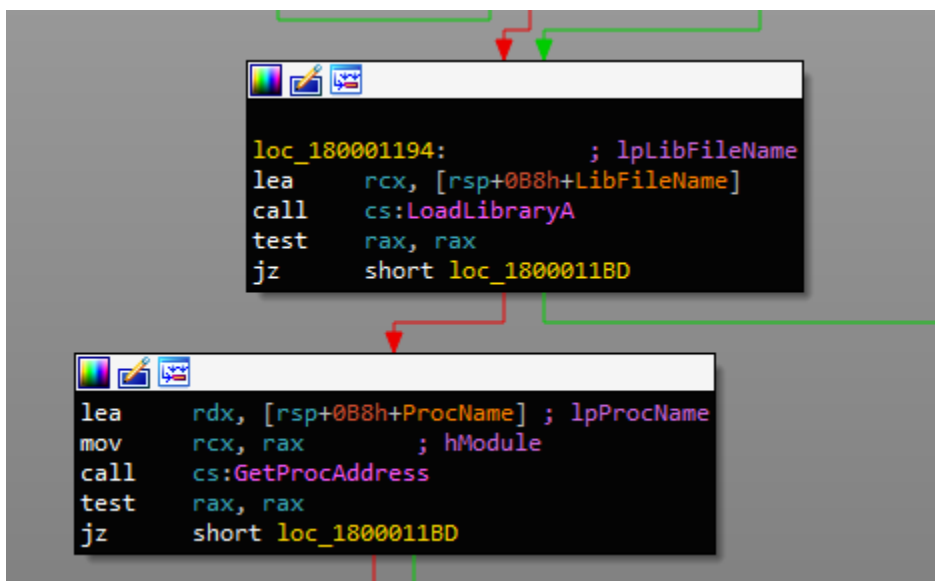 loc_180001194: ; lpLibFileName
lea rcx, [rsp+0B8h+LibFileName]
call cs:LoadLibraryA
test rax, rax
jz short loc_1800011BD
lea rdx, [rsp+0B8h+ProcName] ; lpProcName
mov rcx, rax ; hModule
call cs:GetProcAddress
test rax, rax
jz short loc_1800011BD